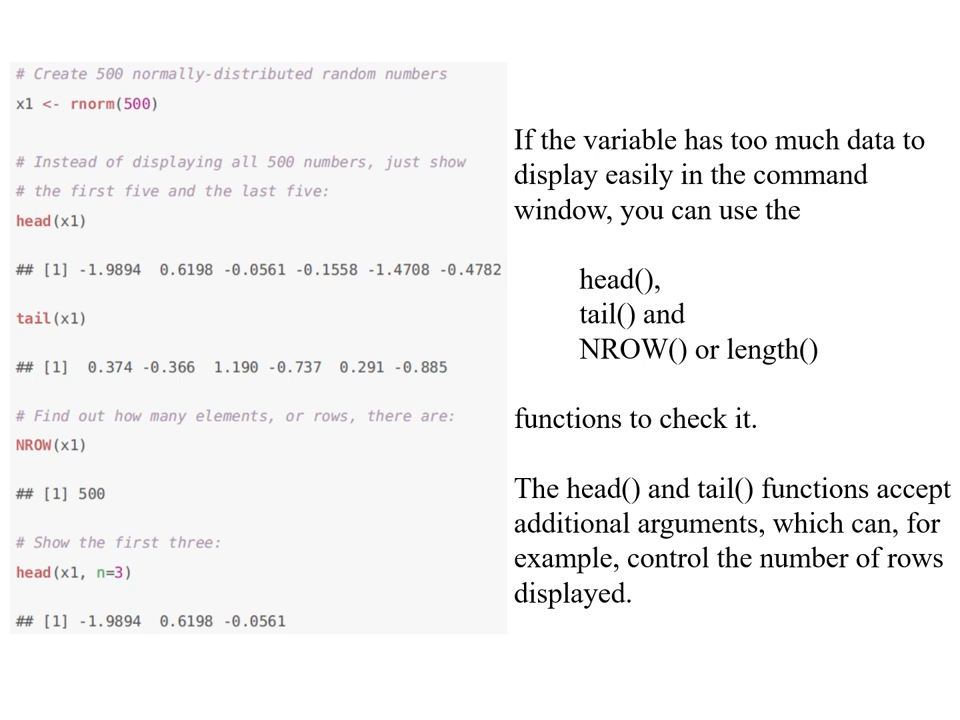 # Create 500 normally-distributed random numbers
x1 <- rnorm(500)
# Instead of displaying all 500 numbers, just show
# the first five and the last five:
head(x1)
## [1] -1.9894  0.6198 -0.0561 -0.1558 -1.4708 -0.4782
tail(x1)
## [1]  0.374 -0.366  1.190 -0.737  0.291 -0.885
# Find out how many elements, or rows, there are:
NROW(x1)
## [1] 500
# Show the first three:
head(x1, n=3)
## [1] -1.9894  0.6198 -0.0561
If the variable has too much data to
display easily in the command
window, you can use the
head(),
tail() and
NROW() or length()
functions to check it.
The head() and tail() functions accept
additional arguments, which can, for
example, control the number of rows
displayed.